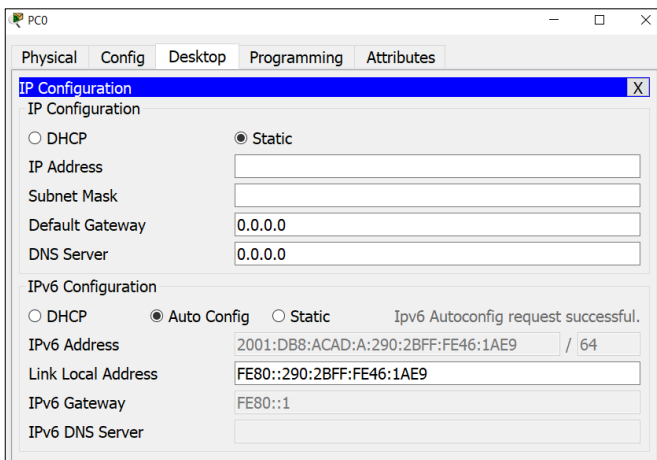 PC0
Physical Config Desktop Programming Attributes
IP Configuration X
IP Configuration
DHCP Static
IP Address
Subnet Mask
Default Gateway 0.0.0.0
DNS Server 0.0.0.0
IPv6 Configuration
DHCP Auto Config Static Ipv6 Autoconfig request successful.
IPv6 Address 2001:DB8:ACAD:A:290:2BFF:FE46:1AE9 / 64
Link Local Address FE80::290:2BFF:FE46:1AE9
IPv6 Gateway FE80::1
IPv6 DNS Server